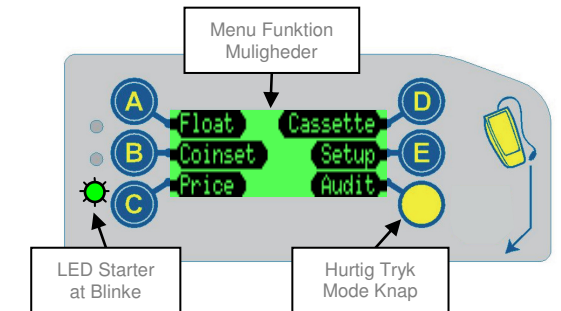 Menu Funktion
Muligheder
A
D
Float
Cassette
B
Coinset
Setup
E
C
Price
Audit
LED Starter
at Blinke
Hurtig Tryk
Mode Knap